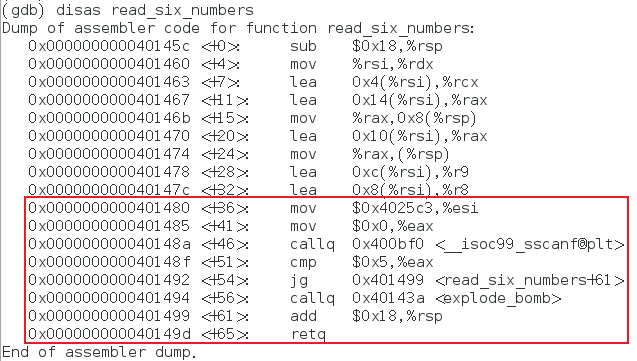 (gdb) disas read_six_numbers
Dump of assembler code for function read_six_numbers:
0x000000000040145c <+0>: sub $0x18,%rsp
0x0000000000401460 <+4>: mov %rsi,%rdx
0x0000000000401463 <+7>: lea 0x4(%rsi),%rcx
0x0000000000401467 <+11>: lea 0x14(%rsi),%rax
0x000000000040146b <+15>: mov %rax,0x8(%rsp)
0x0000000000401470 <+20>: lea 0x10(%rsi),%rax
0x0000000000401474 <+24>: mov %rax,(%rsp)
0x0000000000401478 <+28>: lea 0xc(%rsi),%r9
0x000000000040147c <+32>: lea 0x8(%rsi),%r8
0x0000000000401480 <+36>: mov $0x4025c3,%esi
0x0000000000401485 <+41>: mov $0x0,%eax
0x000000000040148a <+46>: callq 0x400bf0 <__isoc99_sscanf@plt>
0x000000000040148f <+51>: cmp $0x5,%eax
0x0000000000401492 <+54>: jg 0x401499 <read_six_numbers+61>
0x0000000000401494 <+56>: callq 0x40143a <explode_bomb>
0x0000000000401499 <+61>: add $0x18,%rsp
0x000000000040149d <+65>: retq
End of assembler dump.